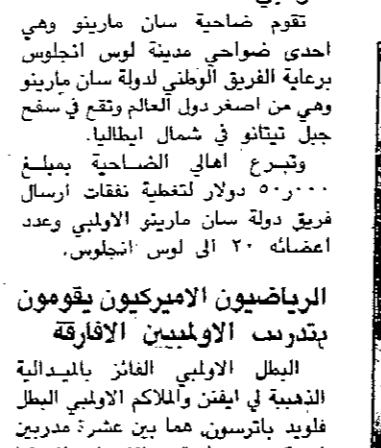 تقوم ضاحية سان مارينو وهي
احدى ضواحي مدينة لوس انجلوس
برعاية الفريق الوطني لدولة سان مارينو
وهي من اصغر دول العالم وتقع في سفح
جبل تيتانو في شمال ايطاليا.
وتبرع اهالي الضاحية بمبلغ
٥٠٫٠٠٠ دولار لتغطية نفقات ارسال
فريق دولة سان مارينو الاولمبي وعدد
اعضائه ٢٠ الى لوس انجلوس.
الرياضيون الاميركيون يقومون
بتدريب الاولمبيين الافارقة
البطل الاولمبي الفائز بالميدالية
الذهبية لي ايفنن والملاكم الاولمبي البطل
فلويد باترسون هما بين عشرة مدربين